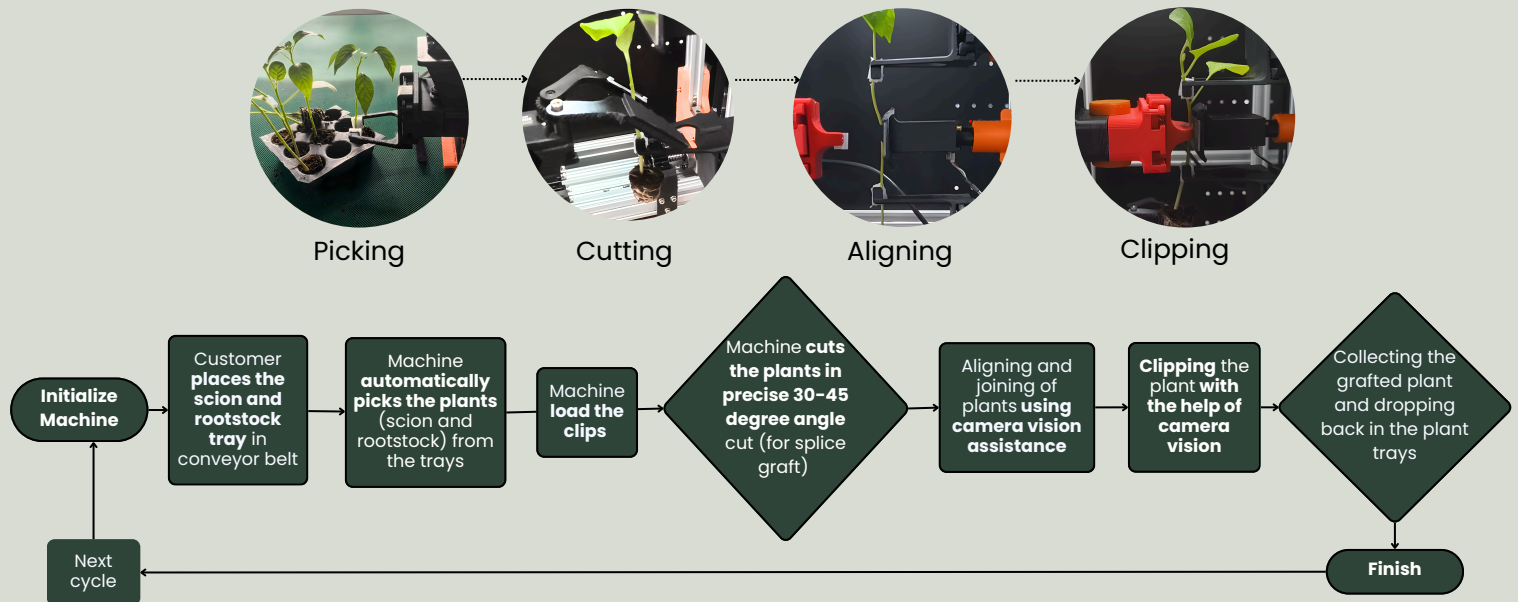 Picking
Cutting
Aligning
Clipping
Initialize
Machine
Customer
places the
scion and
rootstock
tray in
conveyor belt
Machine
automatically
picks the plants
(scion and
rootstock) from
the trays
Machine
load the
clips
Machine cuts
the plants in
precise 30-45
degree angle
cut (for splice
graft)
Aligning and
joining of
plants using
camera vision
assistance
Clipping the
plant with
the help of
camera
vision
Collecting the
grafted plant
and dropping
back in the plant
trays
Next
cycle
Finish